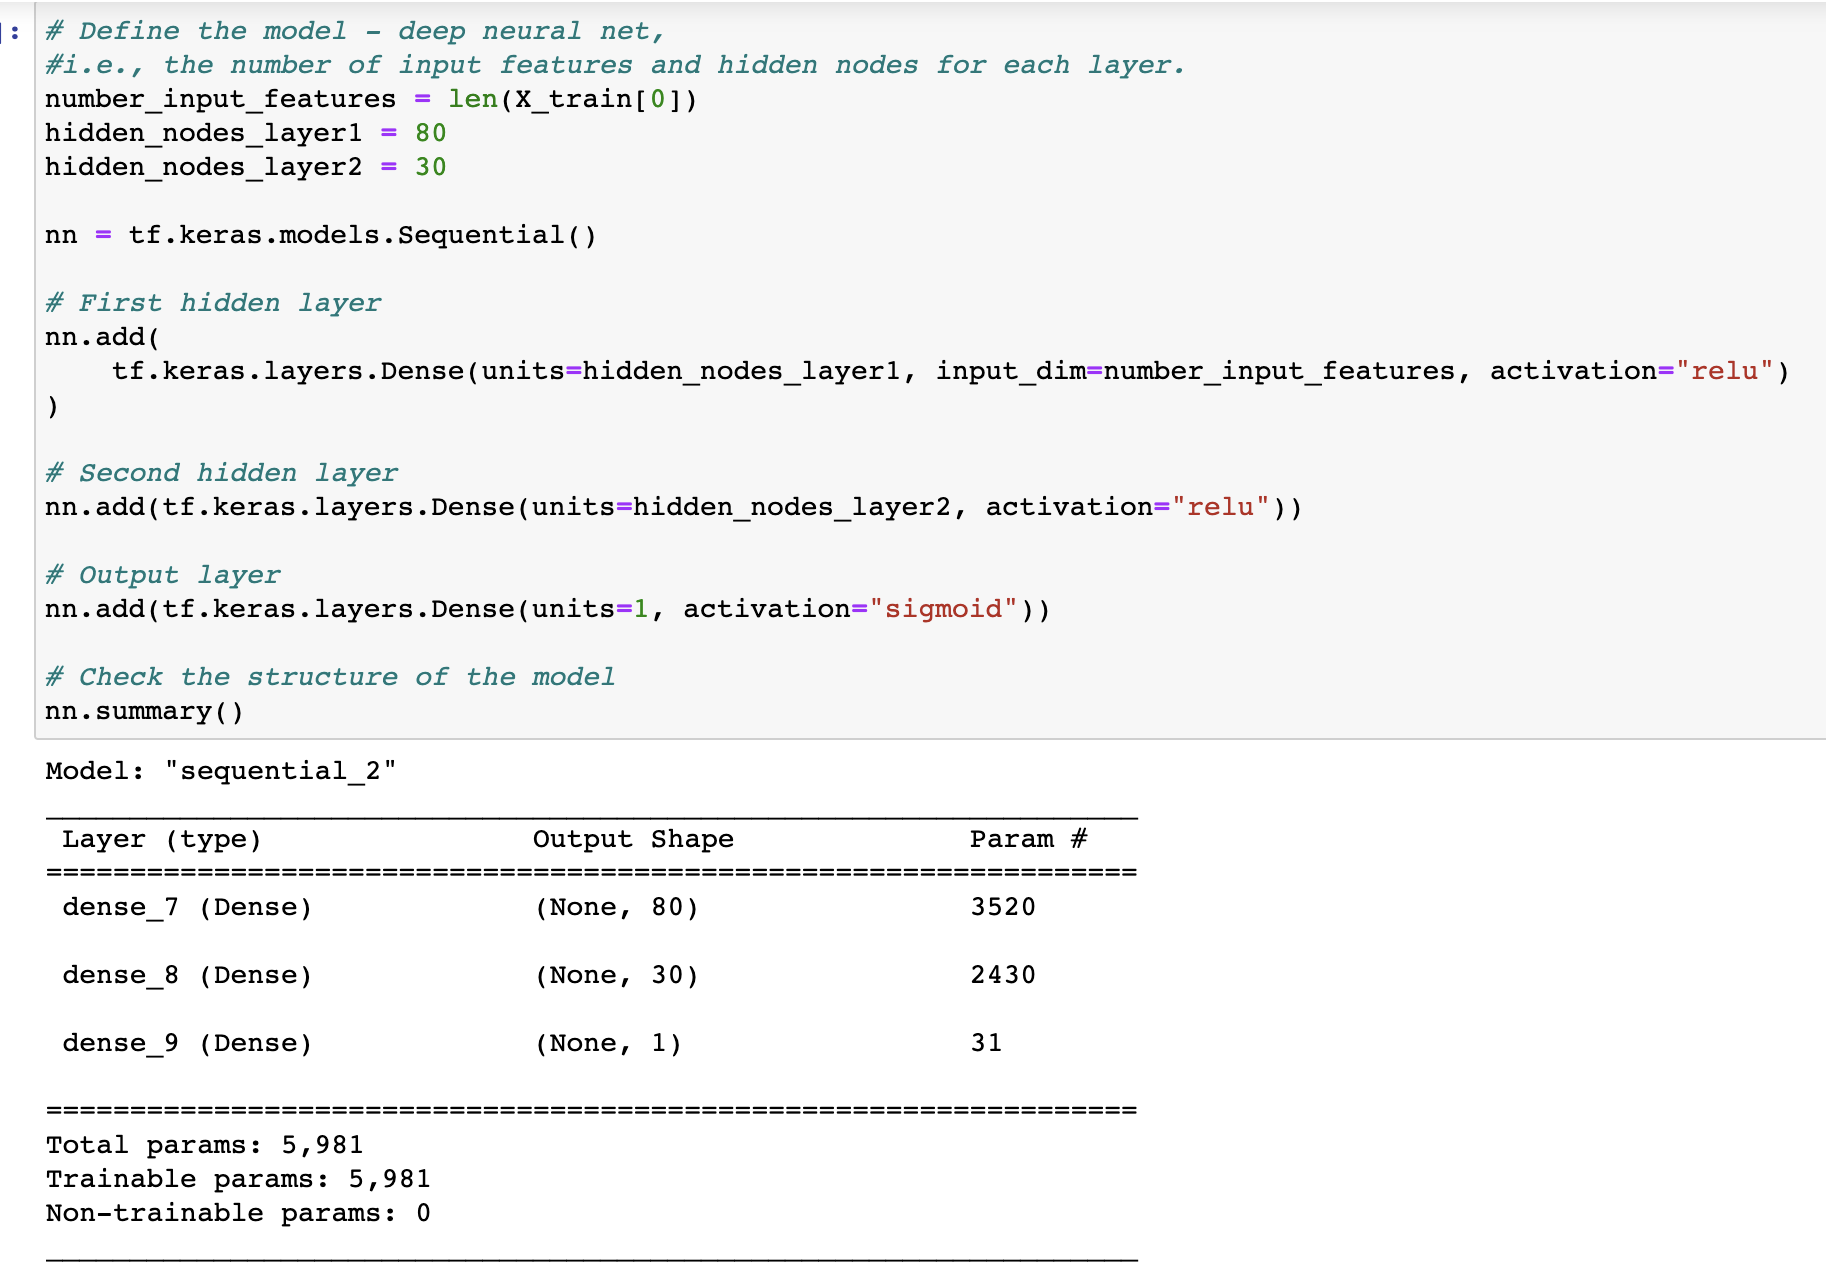 ]:
# Define the model - deep neural net,
#i.e., the number of input features and hidden nodes for each layer.
number_input_features = len(X_train[0])
hidden_nodes_layer1 = 80
hidden_nodes_layer2 = 30
nn = tf.keras.models.Sequential()
# First hidden layer
nn.add(
    tf.keras.layers.Dense(units=hidden_nodes_layer1, input_dim=number_input_features, activation="relu")
)
# Second hidden layer
nn.add(tf.keras.layers.Dense(units=hidden_nodes_layer2, activation="relu"))
# Output layer
nn.add(tf.keras.layers.Dense(units=1, activation="sigmoid"))
# Check the structure of the model
nn.summary()
Model: "sequential_2"
_________________________________________________________________
 Layer (type)                Output Shape              Param #
=================================================================
 dense_7 (Dense)             (None, 80)                3520
 dense_8 (Dense)             (None, 30)                2430
 dense_9 (Dense)             (None, 1)                 31
=================================================================
Total params: 5,981
Trainable params: 5,981
Non-trainable params: 0
_________________________________________________________________